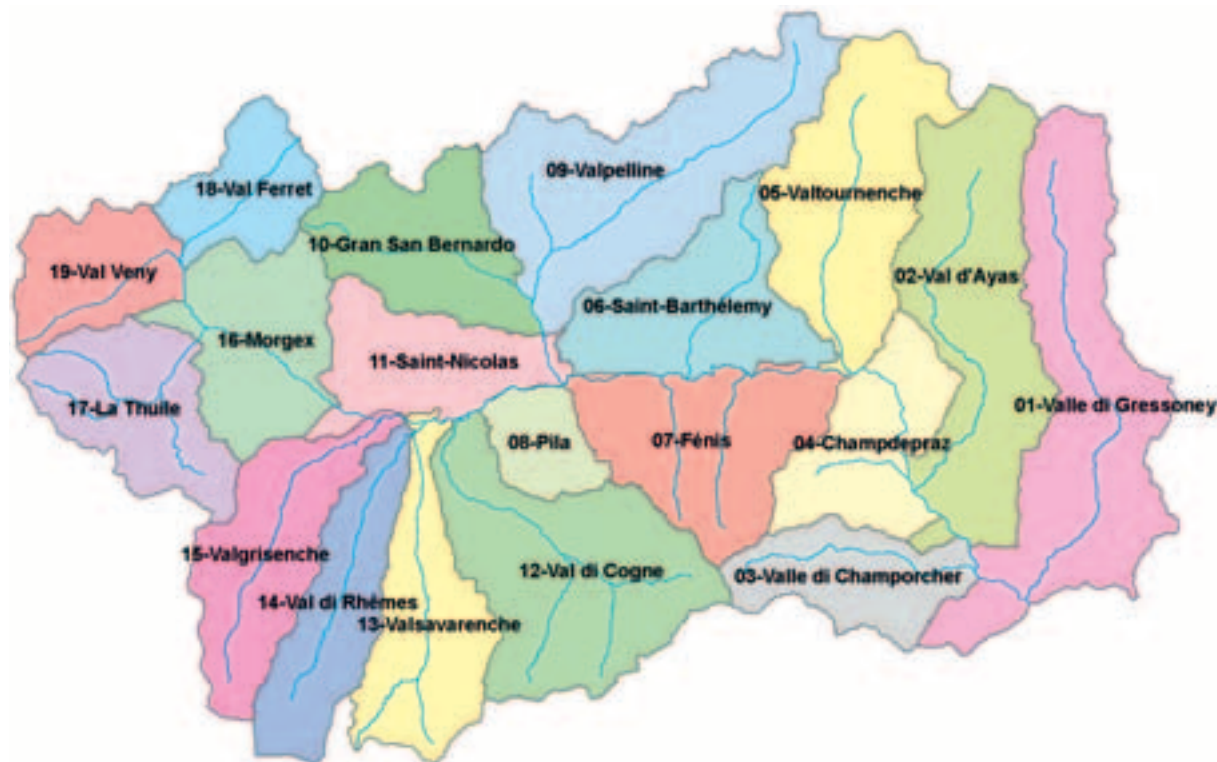 09-Valpelline
18-Val Ferret
05-Valtournenche
10-Gran San Bernardo
19-Val Veny
02-Val d'Ayas
06-Saint-Barthélemy
16-Morgex
11-Saint-Nicolas
17-La Thuile
01-Valle di Gressoney
08-Pila
07-Fénis
04-Champdepraz
15-Valgrisenche
12-Val di Cogne
03-Valle di Champorcher
14-Val di Rhêmes
13-Valsavarenche